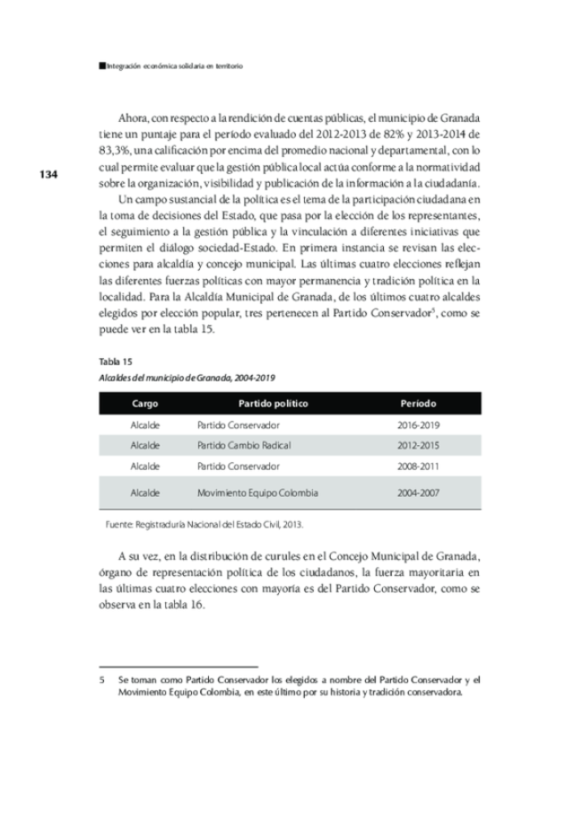 Integración económica solidaria en territorio
Ahora, con respecto a la rendición de cuentas públicas, el municipio de Granada
tiene un puntaje para el período evaluado del 2012-2013 de 82% y 2013-2014 de
83,3%, una calificación por encima del promedio nacional y departamental, con lo
cual permite evaluar que la gestión pública local actúa conforme a la normatividad
134
sobre la organización, visibilidad y publicación de la información a la ciudadanía.
Un campo sustancial de la política es el tema de la participación ciudadana en
la toma de decisiones del Estado, que pasa por la elección de los representantes,
el seguimiento a la gestión pública y la vinculación a diferentes iniciativas que
permiten el diálogo sociedad-Estado. En primera instancia se revisan las elec-
ciones para alcaldía y concejo municipal. Las últimas cuatro elecciones reflejan
las diferentes fuerzas políticas con mayor permanencia y tradición política en la
localidad. Para la Alcaldía Municipal de Granada, de los últimos cuatro alcaldes
elegidos por elección popular, tres pertenecen al Partido Conservador5, como se
puede ver en la tabla 15.
Tabla 15
Alcaldes del municipio de Granada, 2004-2019
Cargo Partido político Período
Alcalde Partido Conservador 2016-2019
Alcalde Partido Cambio Radical 2012-2015
Alcalde Partido Conservador 2008-2011
Alcalde Movimiento Equipo Colombia 2004-2007
Fuente: Registraduría Nacional del Estado Civil, 2013.
A su vez, en la distribución de curules en el Concejo Municipal de Granada,
órgano de representación política de los ciudadanos, la fuerza mayoritaria en
las últimas cuatro elecciones con mayoría es del Partido Conservador, como se
observa en la tabla 16.
5 Se toman como Partido Conservador los elegidos a nombre del Partido Conservador y el
Movimiento Equipo Colombia, en este último por su historia y tradición conservadora.